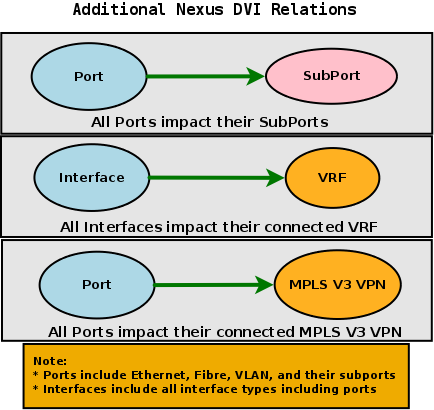 Additional Nexus DVI Relations
Port
SubPort
All Ports impact their SubPorts
Interface
VRF
All Interfaces impact their connected VRF
Port
MPLS V3 VPN
All Ports impact their connected MPLS V3 VPN
Note:
* Ports include Ethernet, Fibre, VLAN, and their subports
* Interfaces include all interface types including ports